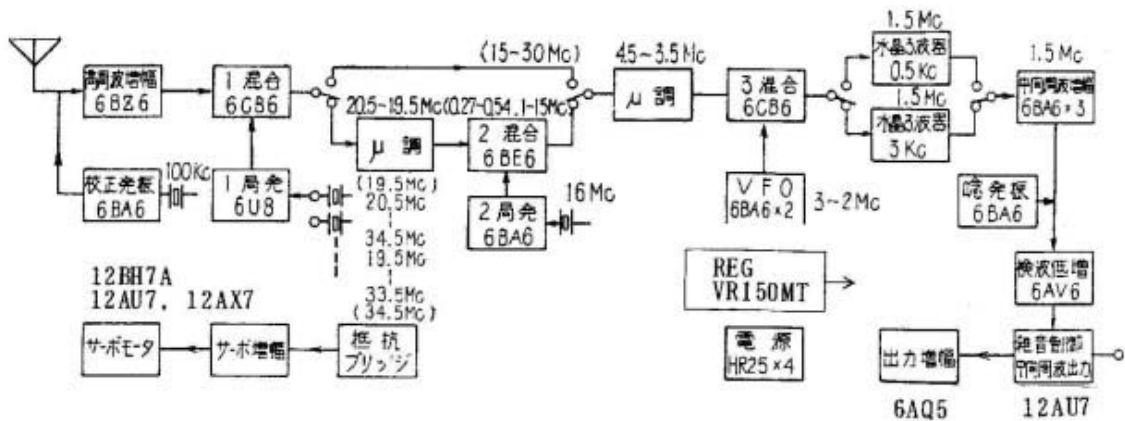 (15~30Mc)
4.5~3.5Mc
1.5Mc
水晶ろ波器
0.5Kc
高周波増幅
6BZ6
1混合
6CB6
20.5~19.5Mc(0.27~0.54, 1~15Mc)
μ調
2混合
6BE6
μ調
3混合
6CB6
1.5Mc
水晶ろ波器
3Kc
1.5Mc
中間周波増幅
6BA6×3
校正発振
6BA6
100Kc
1局発
6U8
(19.5Mc)
20.5Mc
34.5Mc
19.5Mc
33.5Mc
(34.5Mc)
2局発
6BA6
16Mc
VFO
6BA6×2
3~2Mc
唸発振
6BA6
12BH7A
12AU7, 12AX7
サーボモータ
サーボ増幅
抵抗
ブリッジ
REG
VR150MT
電源
HR25×4
検波低増
6AV6
出力増幅
6AQ5
雑音制御
中間周波出力
12AU7